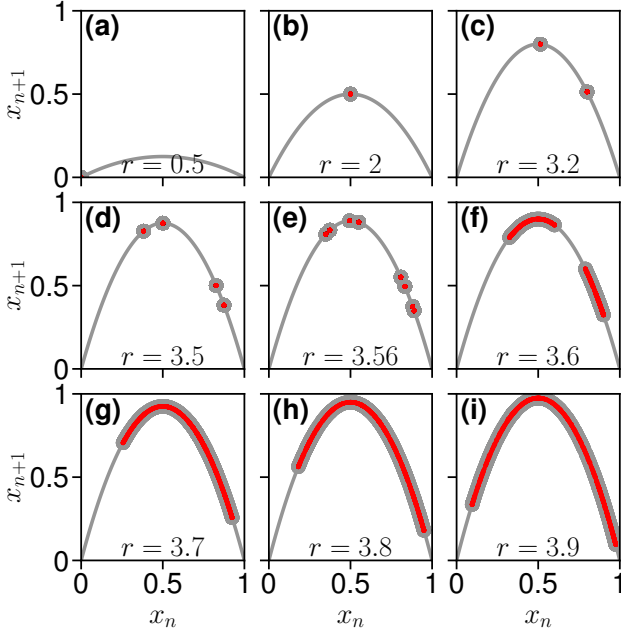 1 (a) (b) (c)
x_{n+1} 0.5
0 r = 0.5 r = 2 r = 3.2
1 (d) (e) (f)
x_{n+1} 0.5
0 r = 3.5 r = 3.56 r = 3.6
1 (g) (h) (i)
x_{n+1} 0.5
r = 3.7 r = 3.8 r = 3.9
0
0 0.5 1 0 0.5 1 0 0.5 1
x_n x_n x_n